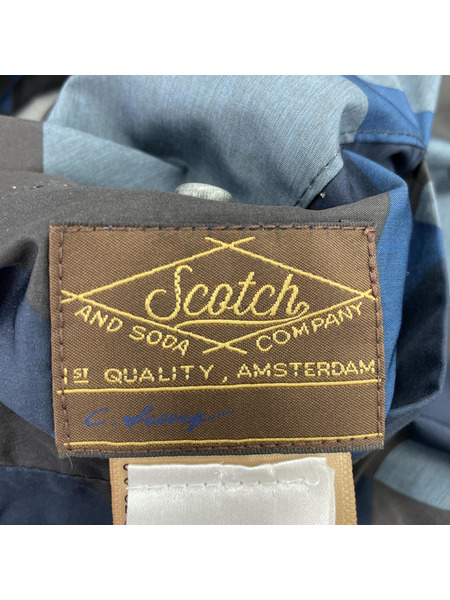 Scotch
AND SODA COMPANY
1ST QUALITY, AMSTERDAM